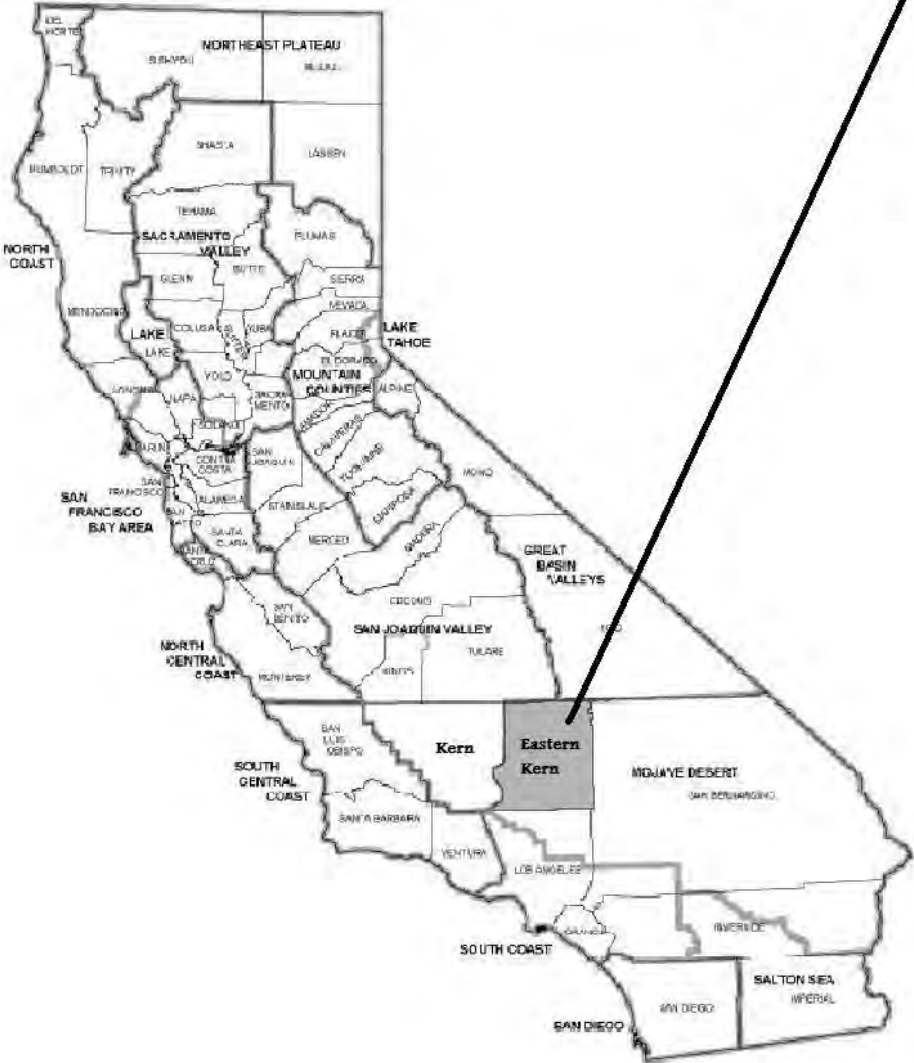 DEL
NORTE
NORTHEAST PLATEAU
SISKIYOU
MODOC
SHASTA
LASSEN
HUMBOLDT
TRINITY
TEHAMA
SACRAMENTO
VALLEY
PLUMAS
NORTH
COAST
GLENN
BUTTE
SIERRA
MENDOCINO
NEVADA
COLUSA
YUBA
PLACER
LAKE
TAHOE
LAKE
LAKE
EL DORADO
YOLO
MOUNTAIN
COUNTIES
ALPINE
SONOMA
NAPA
SACRA-
MENTO
AMADOR
SOLANO
CALAVERAS
MARIN
CONTRA
COSTA
SAN
JOAQUIN
TUOLUMNE
MONO
SAN
FRANCISCO
SAN
FRANCISCO
BAY AREA
ALAMEDA
STANISLAUS
MARIPOSA
SAN
MATEO
SANTA
CLARA
MERCED
MADERA
SANTA
CRUZ
GREAT
BASIN
VALLEYS
FRESNO
SAN
BENITO
SAN JOAQUIN VALLEY
INYO
TULARE
NORTH
CENTRAL
COAST
KINGS
MONTEREY
SAN
LUIS
OBISPO
Kern
Eastern
Kern
SOUTH
CENTRAL
COAST
MOJAVE DESERT
SAN BERNARDINO
SANTA BARBARA
VENTURA
LOS ANGELES
ORANGE
RIVERSIDE
SOUTH COAST
SALTON SEA
IMPERIAL
SAN DIEGO
SAN DIEGO